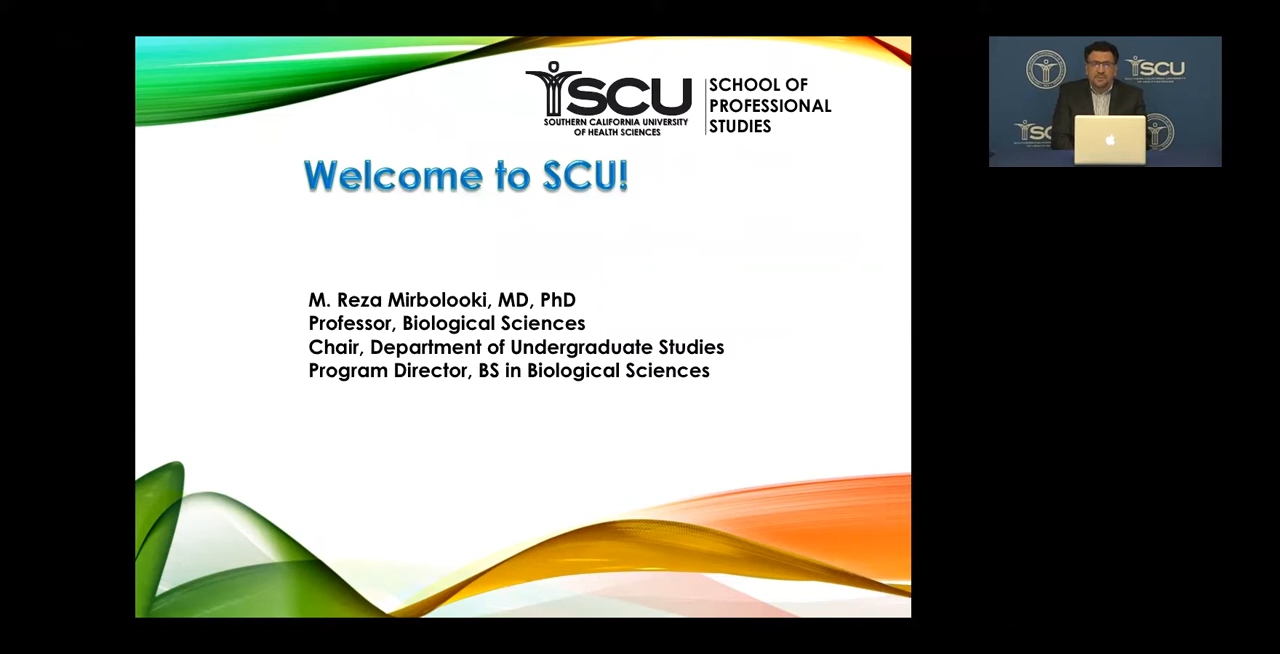 SCU
SOUTHERN CALIFORNIA UNIVERSITY
OF HEALTH SCIENCES
SCHOOL OF
PROFESSIONAL
STUDIES
Welcome to SCU!
M. Reza Mirbolooki, MD, PhD
Professor, Biological Sciences
Chair, Department of Undergraduate Studies
Program Director, BS in Biological Sciences
SCU